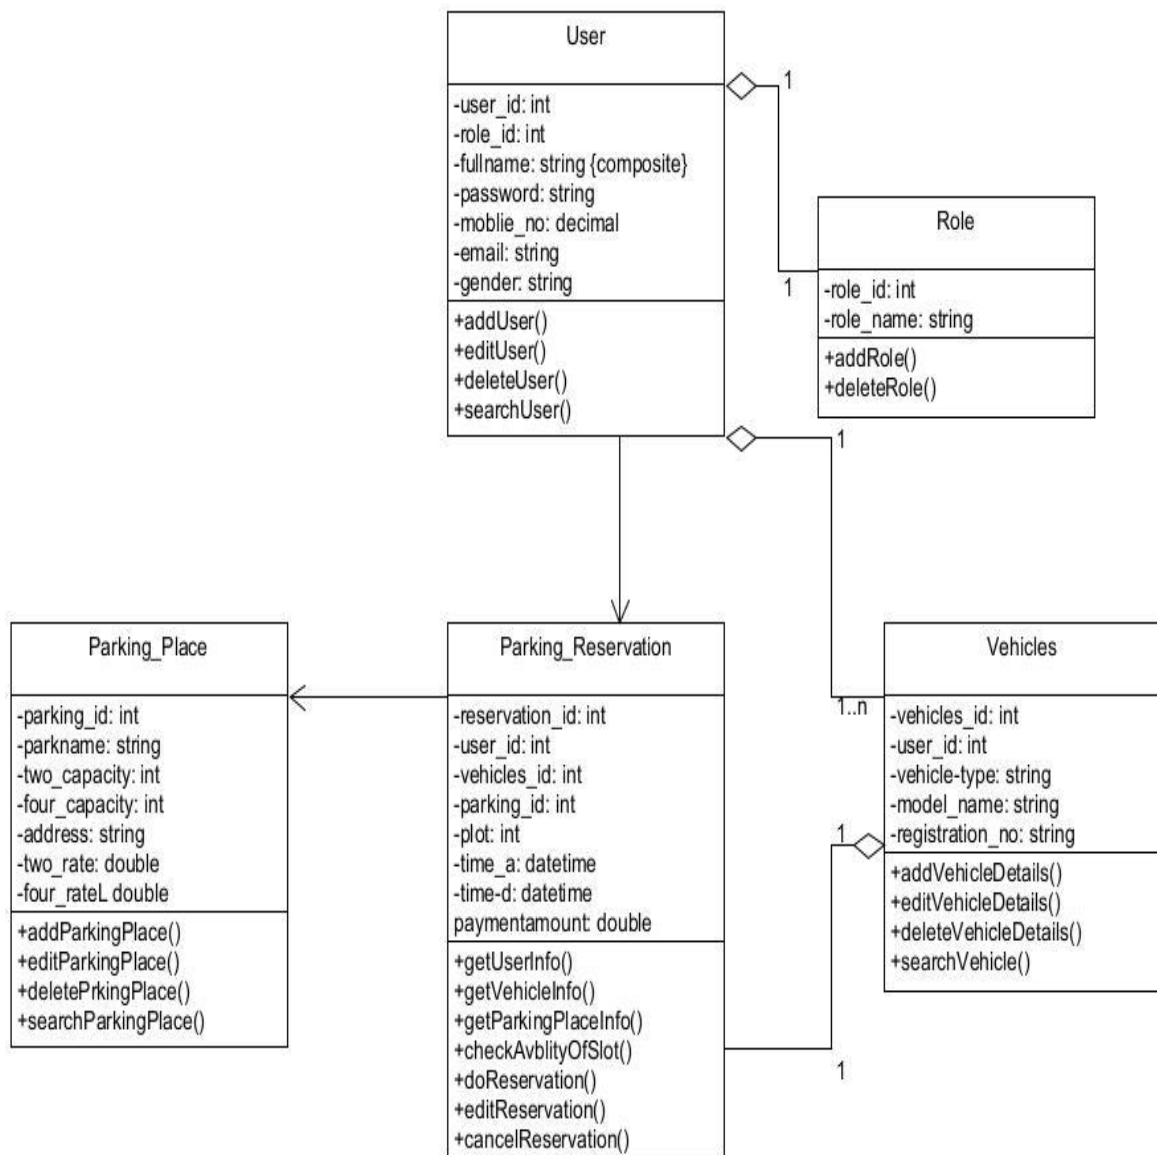 User
-user_id: int
-role_id: int
-fullname: string {composite}
-password: string
-moblie_no: decimal
-email: string
-gender: string
+addUser()
+editUser()
+deleteUser()
+searchUser()
1
1
Role
-role_id: int
-role_name: string
+addRole()
+deleteRole()
1
1..n
Parking_Place
-parking_id: int
-parkname: string
-two_capacity: int
-four_capacity: int
-address: string
-two_rate: double
-four_rateL double
+addParkingPlace()
+editParkingPlace()
+deletePrkingPlace()
+searchParkingPlace()
Parking_Reservation
-reservation_id: int
-user_id: int
-vehicles_id: int
-parking_id: int
-plot: int
-time_a: datetime
-time-d: datetime
paymentamount: double
+getUserInfo()
+getVehicleInfo()
+getParkingPlaceInfo()
+checkAvblityOfSlot()
+doReservation()
+editReservation()
+cancelReservation()
Vehicles
-vehicles_id: int
-user_id: int
-vehicle-type: string
-model_name: string
-registration_no: string
+addVehicleDetails()
+editVehicleDetails()
+deleteVehicleDetails()
+searchVehicle()
1
1